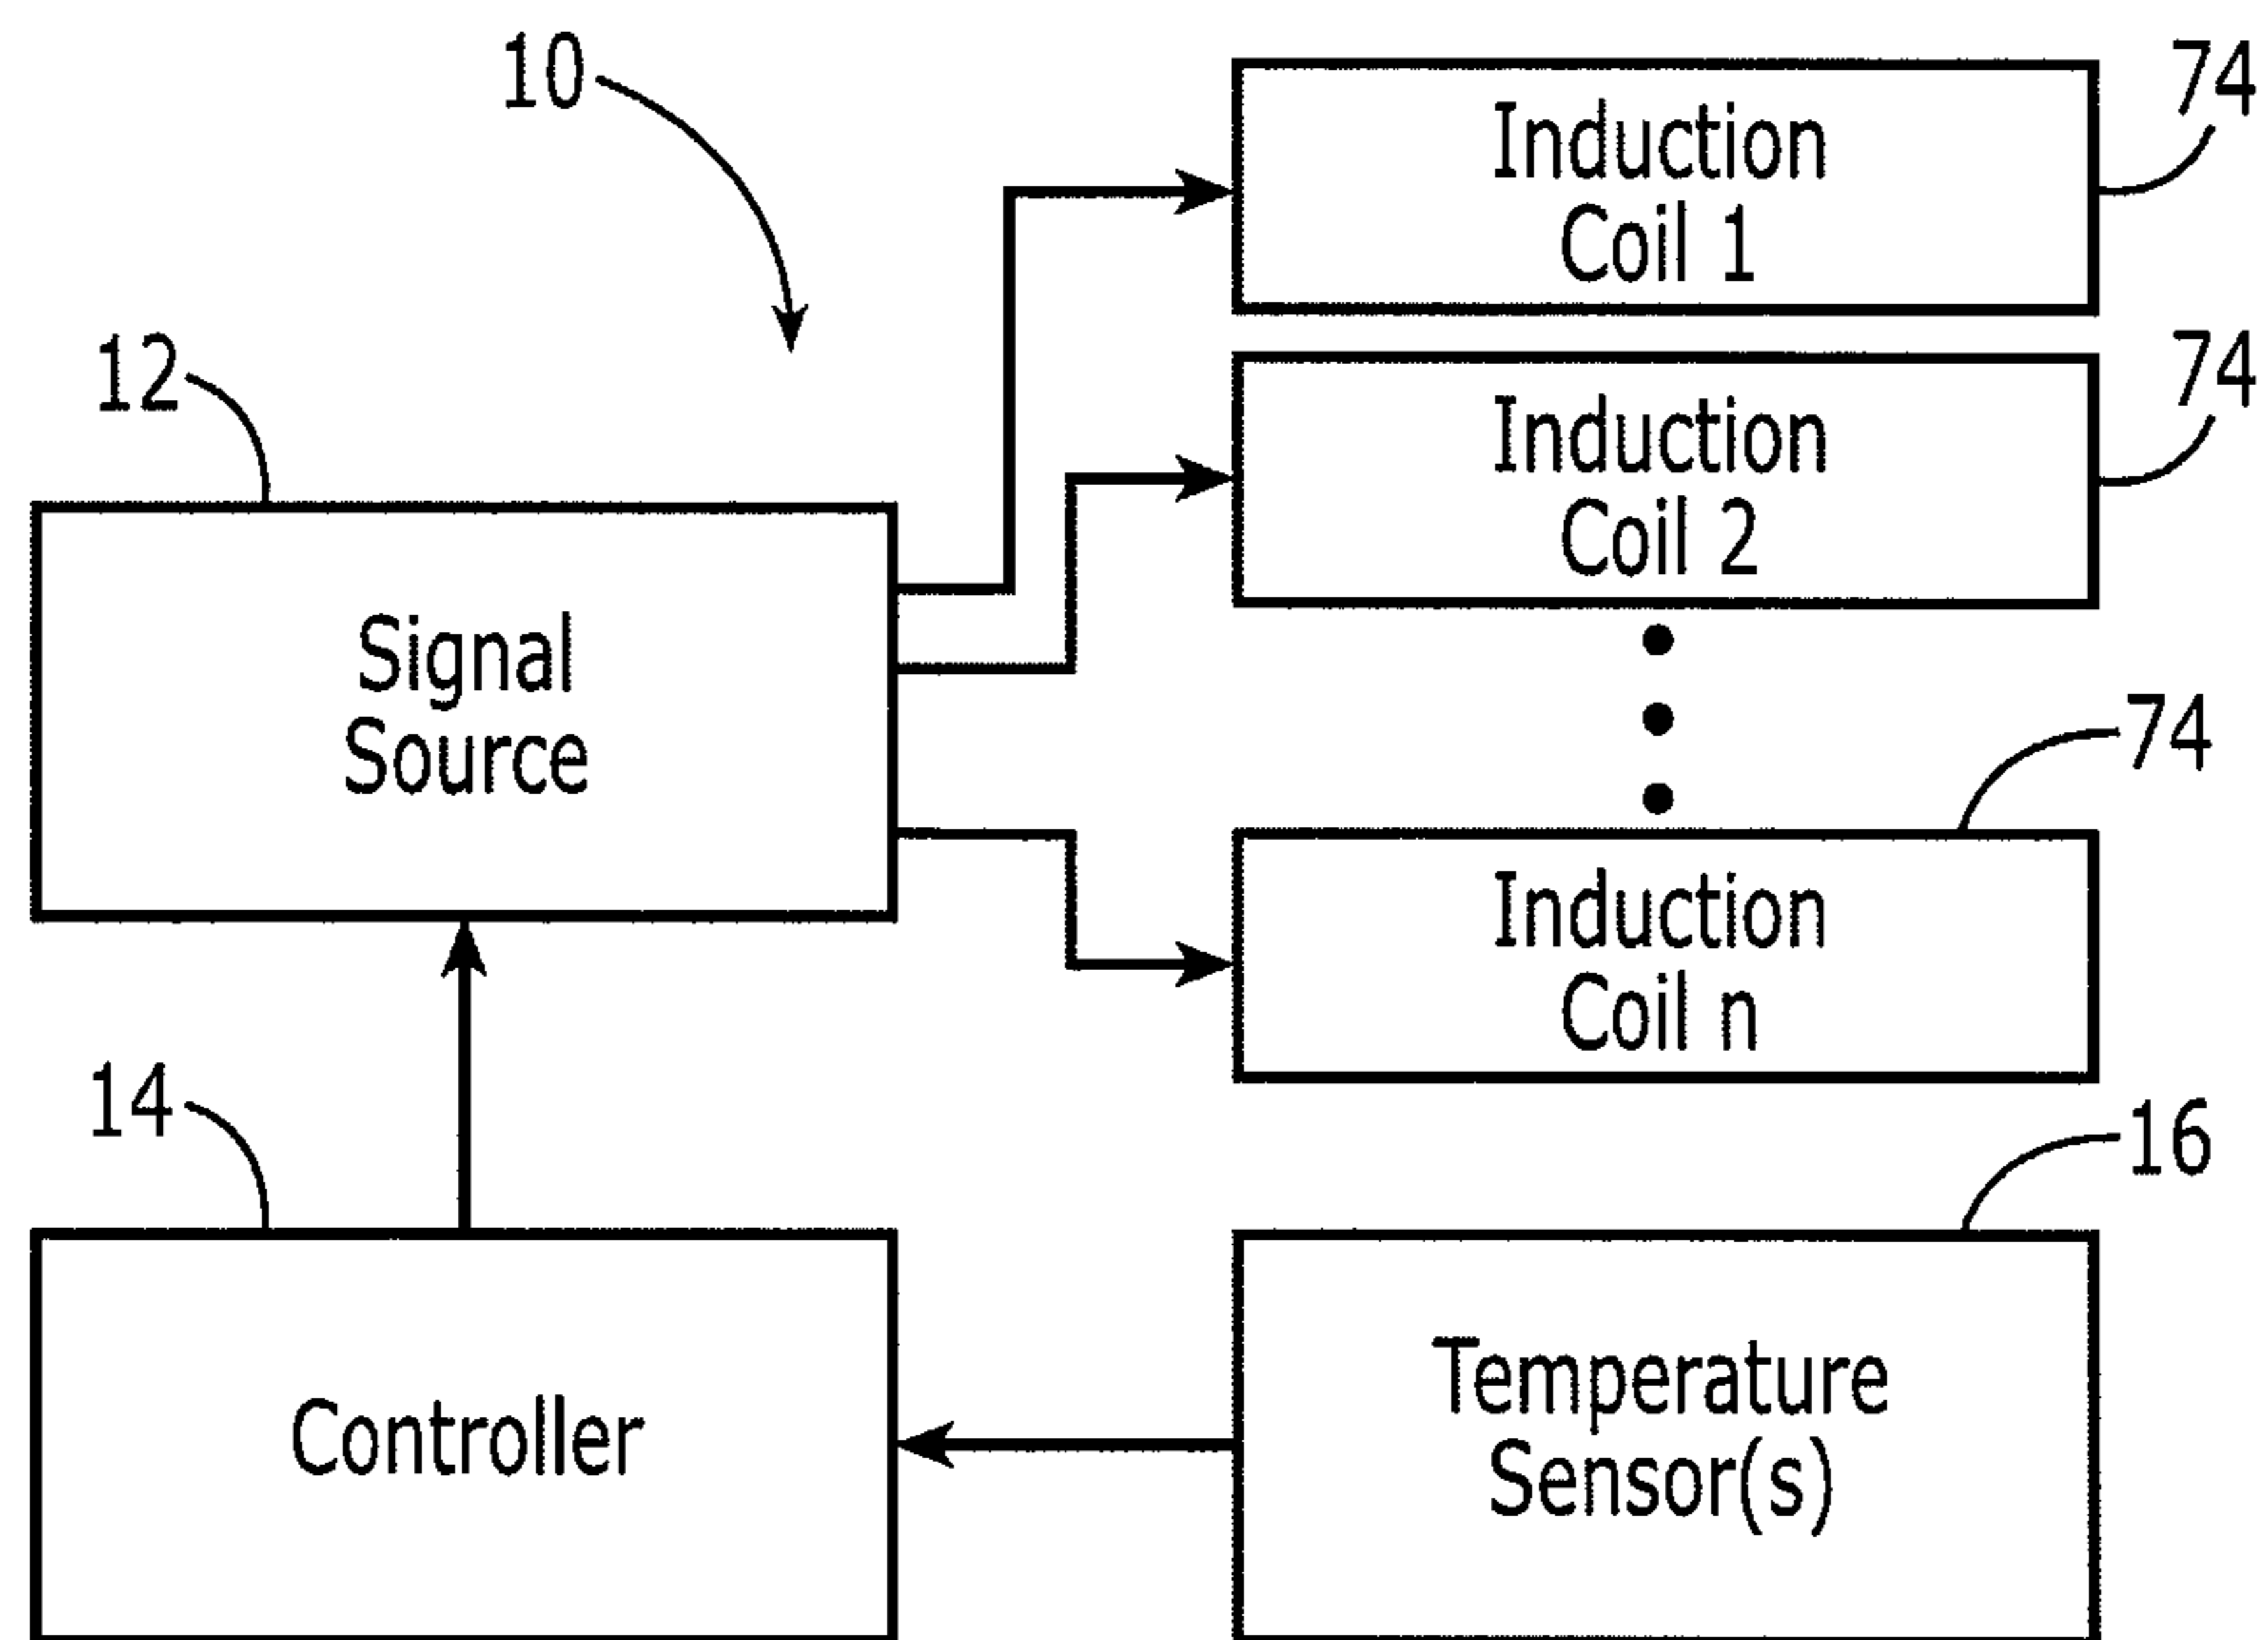 10
74
Induction
Coil 1
12
74
Induction
Coil 2
Signal
Source
74
Induction
Coil n
14
16
Controller
Temperature
Sensor(s)